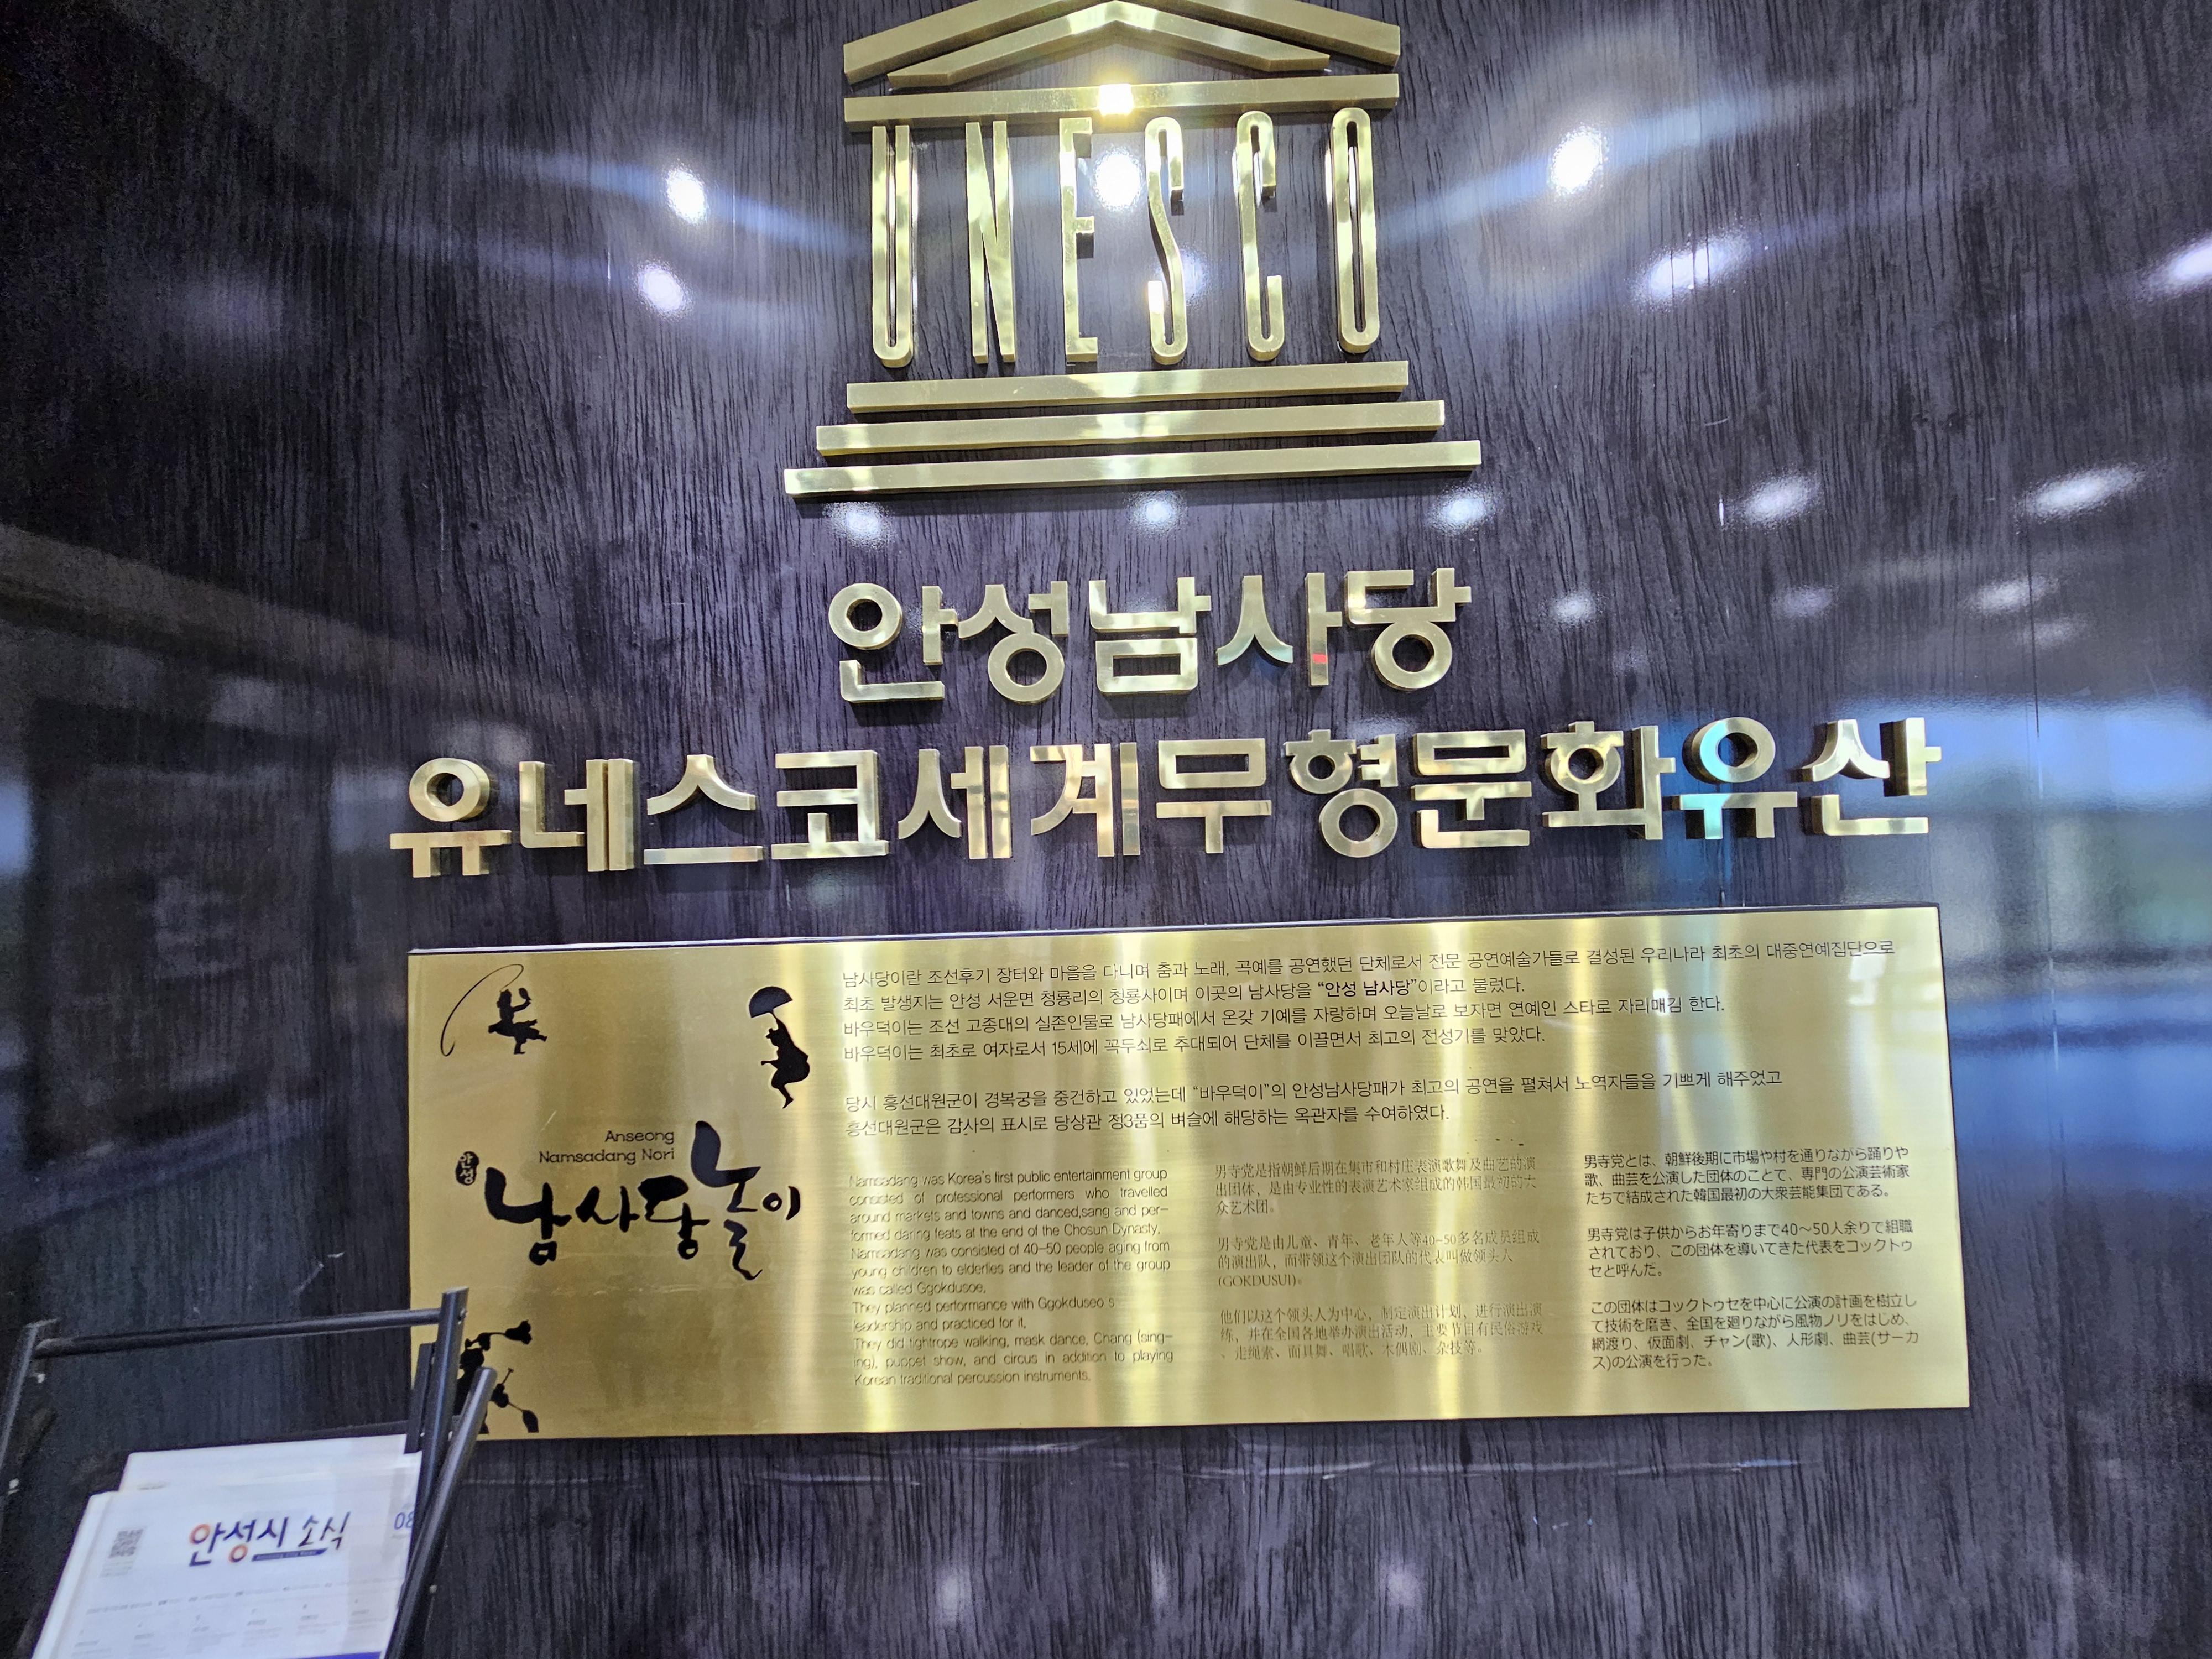 UNESCO
안성남사당
유네스코세계무형문화유산
남사당이란 조선후기 장터와 마을을 다니며 춤과 노래, 곡예를 공연했던 단체로서 전문 공연예술가들로 결성된 우리나라 최초의 대중연예집단으로
최초 발생지는 안성 서운면 청룡리의 청룡사이며 이곳의 남사당을 “안성 남사당”이라고 불렀다.
바우덕이는 조선 고종대의 실존인물로 남사당패에서 온갖 기예를 자랑하며 오늘날로 보자면 연예인 스타로 자리매김 한다.
바우덕이는 최초로 여자로서 15세에 꼭두쇠로 추대되어 단체를 이끌면서 최고의 전성기를 맞았다.
당시 흥선대원군이 경복궁을 중건하고 있었는데 “바우덕이”의 안성남사당패가 최고의 공연을 펼쳐서 노역자들을 기쁘게 해주었고
흥선대원군은 감사의 표시로 당상관 정3품의 벼슬에 해당하는 옥관자를 수여하였다.
Anseong
Namsadang Nori
안성
남사당놀이
Namsadang was Korea's first public entertainment group
consisted of professional performers who travelled
around markets and towns and danced,sang and per-
formed daring feats at the end of the Chosun Dynasty.
Namsadang was consisted of 40-50 people aging from
young children to elderlies and the leader of the group
was called Ggokdusoe.
They planned performance with Ggokduseo s
leadership and practiced for it.
They did tightrope walking, mask dance, Chang (sing-
ing), puppet show, and circus in addition to playing
Korean traditional percussion instruments.
男寺党是指朝鲜后期在集市和村庄表演歌舞及曲艺的演
出团体，是由专业性的表演艺术家组成的韩国最初的大
众艺术团。
男寺党是由儿童、青年、老年人等40~50多名成员组成
的演出队，而带领这个演出团队的代表叫做领头人
(GOKDUSUI)。
他们以这个领头人为中心，制定演出计划，进行演出演
练，并在全国各地举办演出活动，主要节目有民俗游戏
、走绳索、面具舞、唱歌、木偶剧、杂技等。
男寺党とは、朝鮮後期に市場や村を通りながら踊りや
歌、曲芸を公演した団体のことて、専門の公演芸術家
たちで結成された韓国最初の大衆芸能集団である。
男寺党は子供からお年寄りまで40～50人余りで組職
されており、この団体を導いてきた代表をコックトゥ
セと呼んた。
この団体はコックトゥセを中心に公演の計画を樹立し
て技術を磨き、全国を廻りながら風物ノリをはじめ、
網渡り、仮面劇、チャン(歌)、人形劇、曲芸(サーカ
ス)の公演を行った。
안성시 소식
08